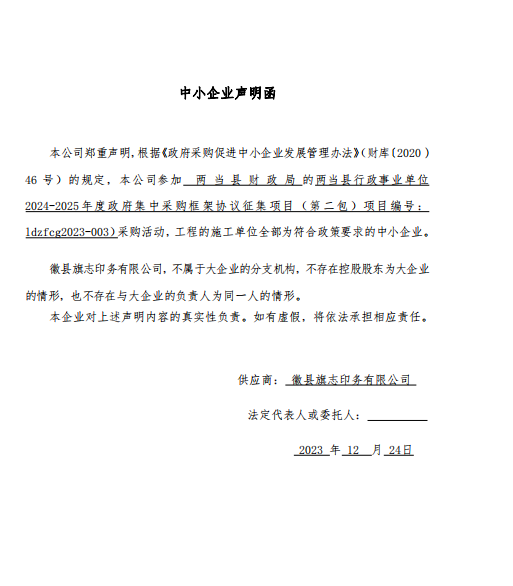 中小企业声明函
本公司郑重声明,根据《政府采购促进中小企业发展管理办法》(财库〔2020)
46 号)的规定,本公司参加 两当县财政局 的两当县行政事业单位
2024-2025年度政府集中采购框架协议征集项目(第二包)项目编号:
ldzfcg2023-003)采购活动,工程的施工单位全部为符合政策要求的中小企业。
徽县旗志印务有限公司,不属于大企业的分支机构,不存在控股股东为大企业
的情形,也不存在与大企业的负责人为同一人的情形。
本企业对上述声明内容的真实性负责。如有虚假,将依法承担相应责任。
供应商: 徽县旗志印务有限公司
法定代表人或委托人:
2023 年 12 月 24日